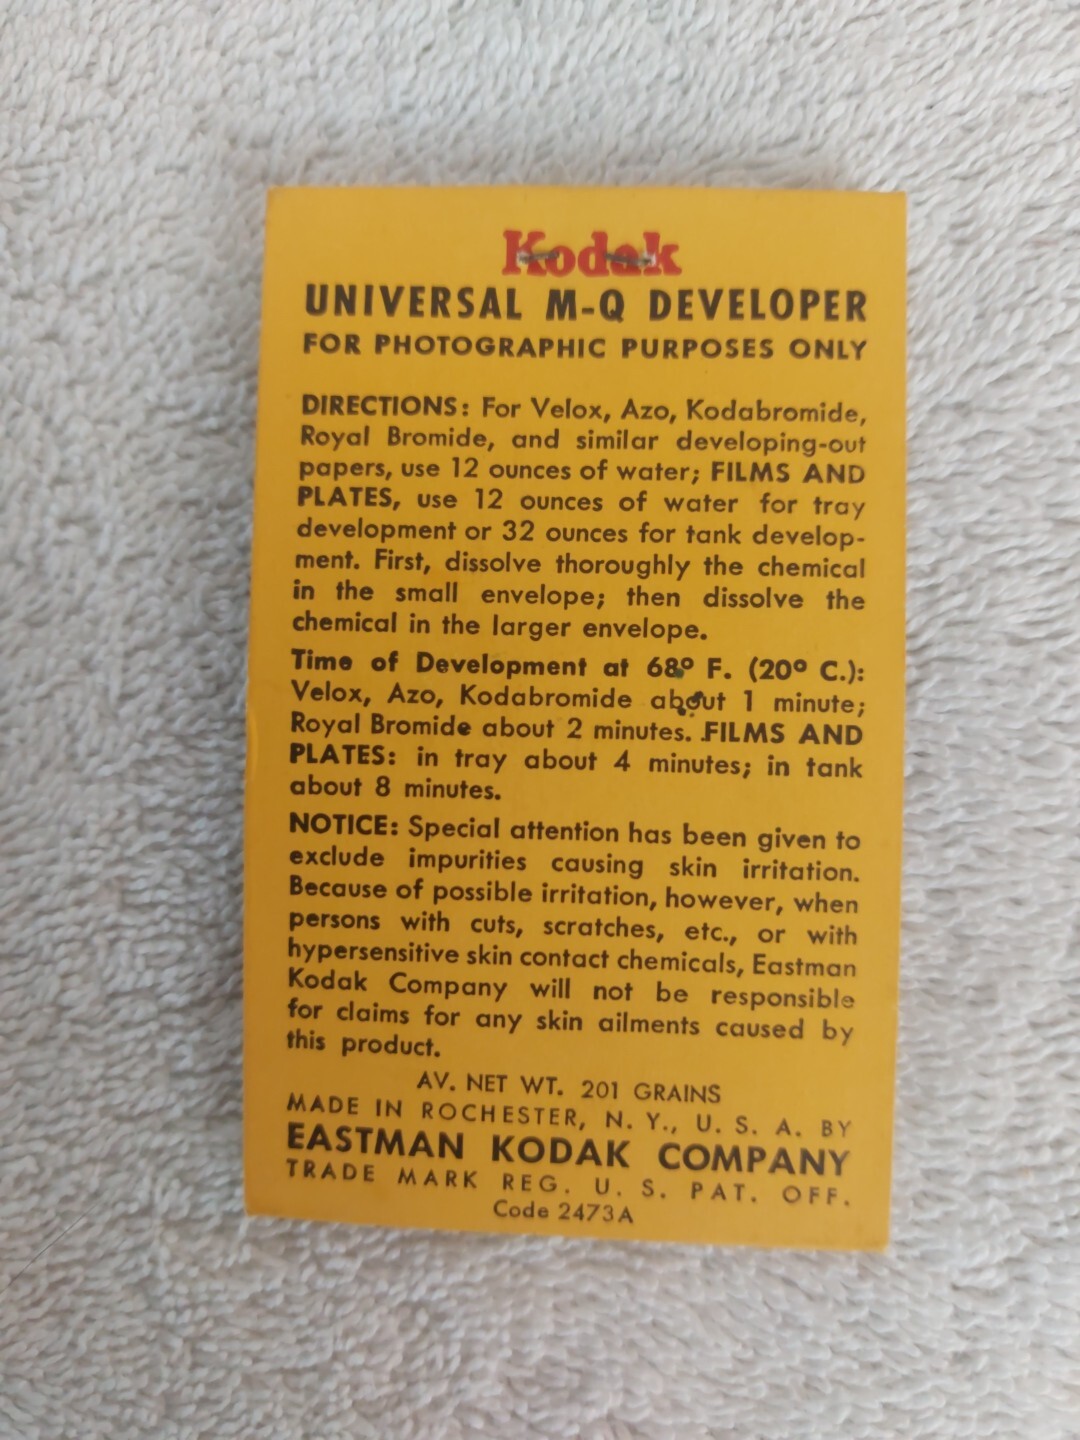 Kodak
UNIVERSAL M-Q DEVELOPER
FOR PHOTOGRAPHIC PURPOSES ONLY
DIRECTIONS: For Velox, Azo, Kodabromide,
Royal Bromide, and similar developing-out
papers, use 12 ounces of water; FILMS AND
PLATES, use 12 ounces of water for tray
development or 32 ounces for tank develop-
ment. First, dissolve thoroughly the chemical
in the small envelope; then dissolve the
chemical in the larger envelope.
Time of Development at 68° F. (20° C.):
Velox, Azo, Kodabromide about 1 minute;
Royal Bromide about 2 minutes. FILMS AND
PLATES: in tray about 4 minutes; in tank
about 8 minutes.
NOTICE: Special attention has been given to
exclude impurities causing skin irritation.
Because of possible irritation, however, when
persons with cuts, scratches, etc., or with
hypersensitive skin contact chemicals, Eastman
Kodak Company will not be responsible
for claims for any skin ailments caused by
this product.
AV. NET WT. 201 GRAINS
MADE IN ROCHESTER, N. Y., U. S. A. BY
EASTMAN KODAK COMPANY
TRADE MARK REG. U. S. PAT. OFF.
Code 2473A